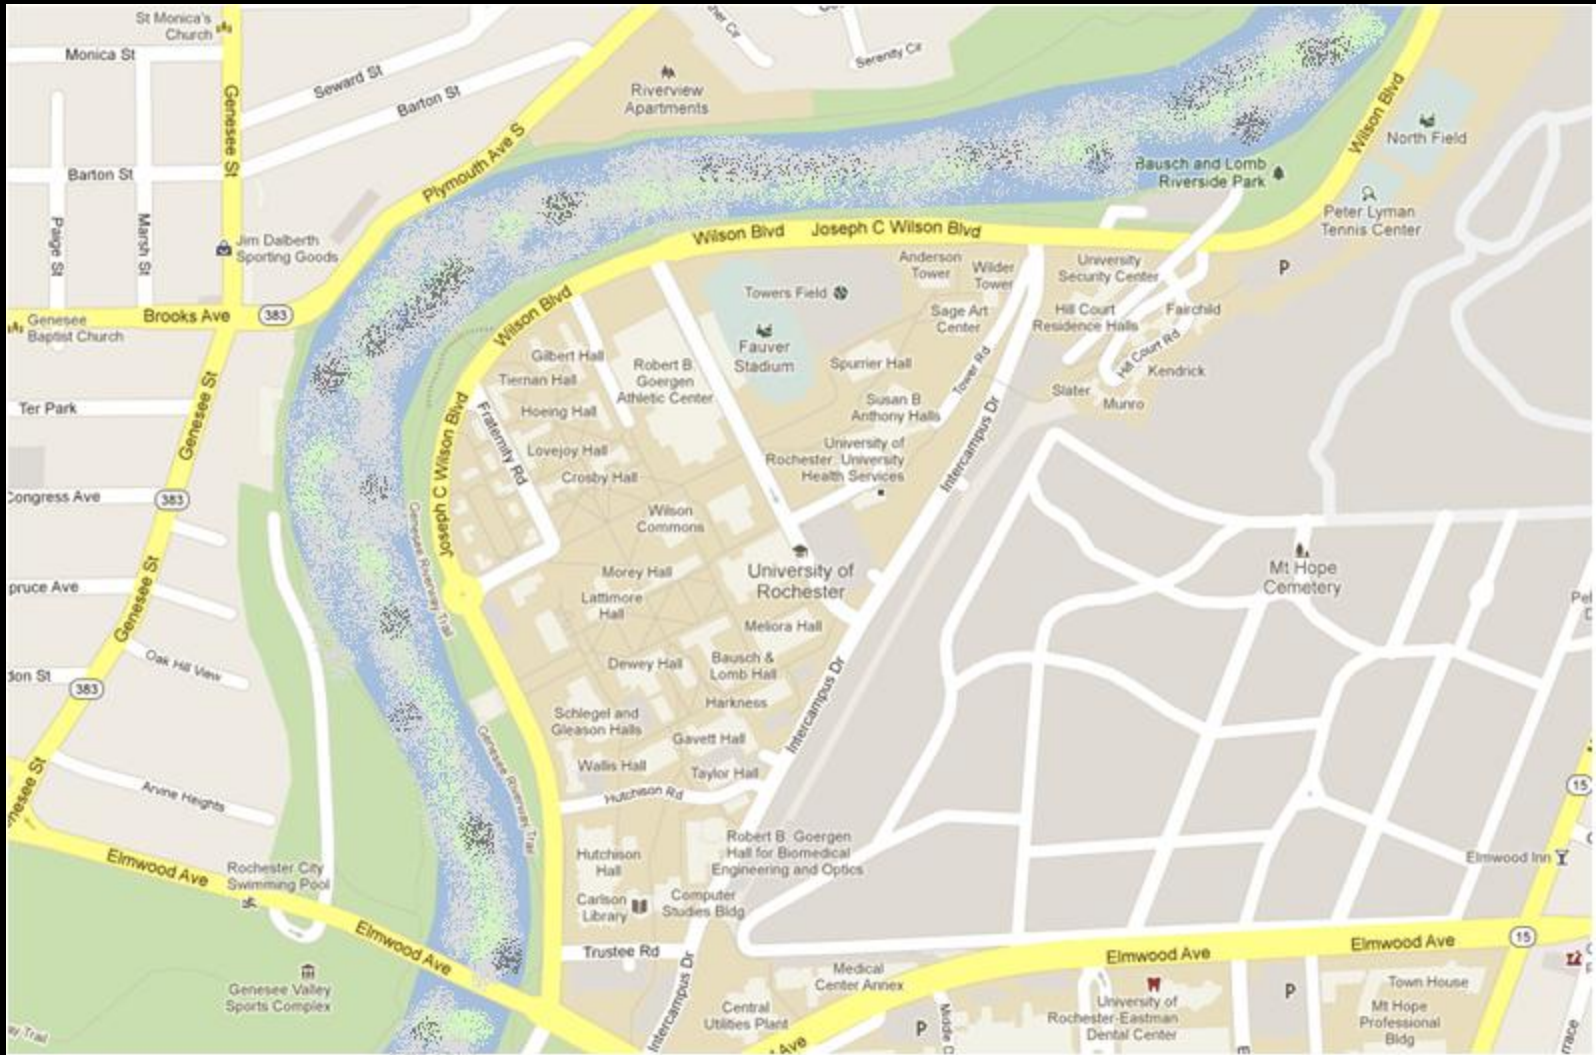 St Monica's
Church
Monica St
Genesee St
Seward St
Barton St
Riverview
Apartments
Serenity Cir
Wilson Blvd
North Field
Barton St
Plymouth Ave S
Bausch and Lomb
Riverside Park
Peter Lyman
Tennis Center
Paige St
Marsh St
Jim Dalberth
Sporting Goods
Wilson Blvd
Joseph C Wilson Blvd
Anderson
Tower
Wilder
Tower
University
Security Center
P
Genesee
Baptist Church
Brooks Ave
383
Wilson Blvd
Towers Field
Sage Art
Center
Hill Court
Residence Halls
Fairchild
Gilbert Hall
Tiernan Hall
Robert B.
Goergen
Athletic Center
Fauver
Stadium
Spurrier Hall
Tower Rd
Hill Court Rd
Kendrick
Slater
Munro
Ter Park
Genesee St
Joseph C Wilson Blvd
Fraternity Rd
Hoeing Hall
Susan B
Anthony Halls
Intercampus Dr
Lovejoy Hall
Crosby Hall
University of
Rochester: University
Health Services
Congress Ave
383
Genesee Riverway Trail
Wilson
Commons
Mt Hope
Cemetery
Genesee St
Morey Hall
University of
Rochester
Lattimore
Hall
Meliora Hall
Oak Hill View
383
Dewey Hall
Bausch &
Lomb Hall
Harkness
Intercampus Dr
Schlegel and
Gleason Halls
Gavett Hall
Genesee Riverway Trail
Wallis Hall
Taylor Hall
Hutchison Rd
Arvine Heights
15
Elmwood Ave
Rochester City
Swimming Pool
Hutchison
Hall
Robert B. Goergen
Hall for Biomedical
Engineering and Optics
Elmwood Inn
Carlson
Library
Computer
Studies Bldg
Elmwood Ave
Trustee Rd
Elmwood Ave
Elmwood Ave
15
Genesee Valley
Sports Complex
Intercampus Dr
Medical
Center Annex
Central
Utilities Plant
P
University of
Rochester-Eastman
Dental Center
P
Town House
Mt Hope
Professional
Bldg
Ave